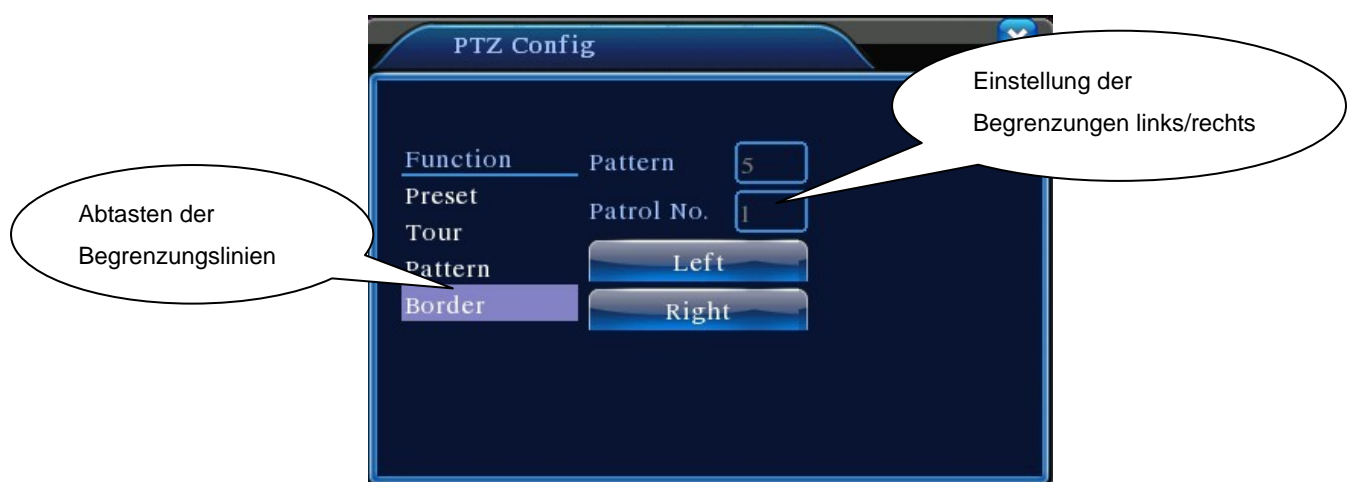 PTZ Config
Einstellung der
Begrenzungen links/rechts
Function
Pattern
5
Preset
Patrol No.
1
Tour
Abtasten der
Begrenzungslinien
Pattern
Left
Border
Right